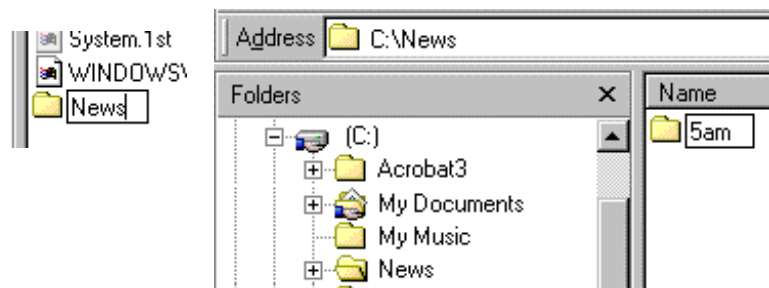 System.1st
WINDOWS
News
Address C:\News
Folders
(C:)
Acrobat3
My Documents
My Music
News
Name
5am